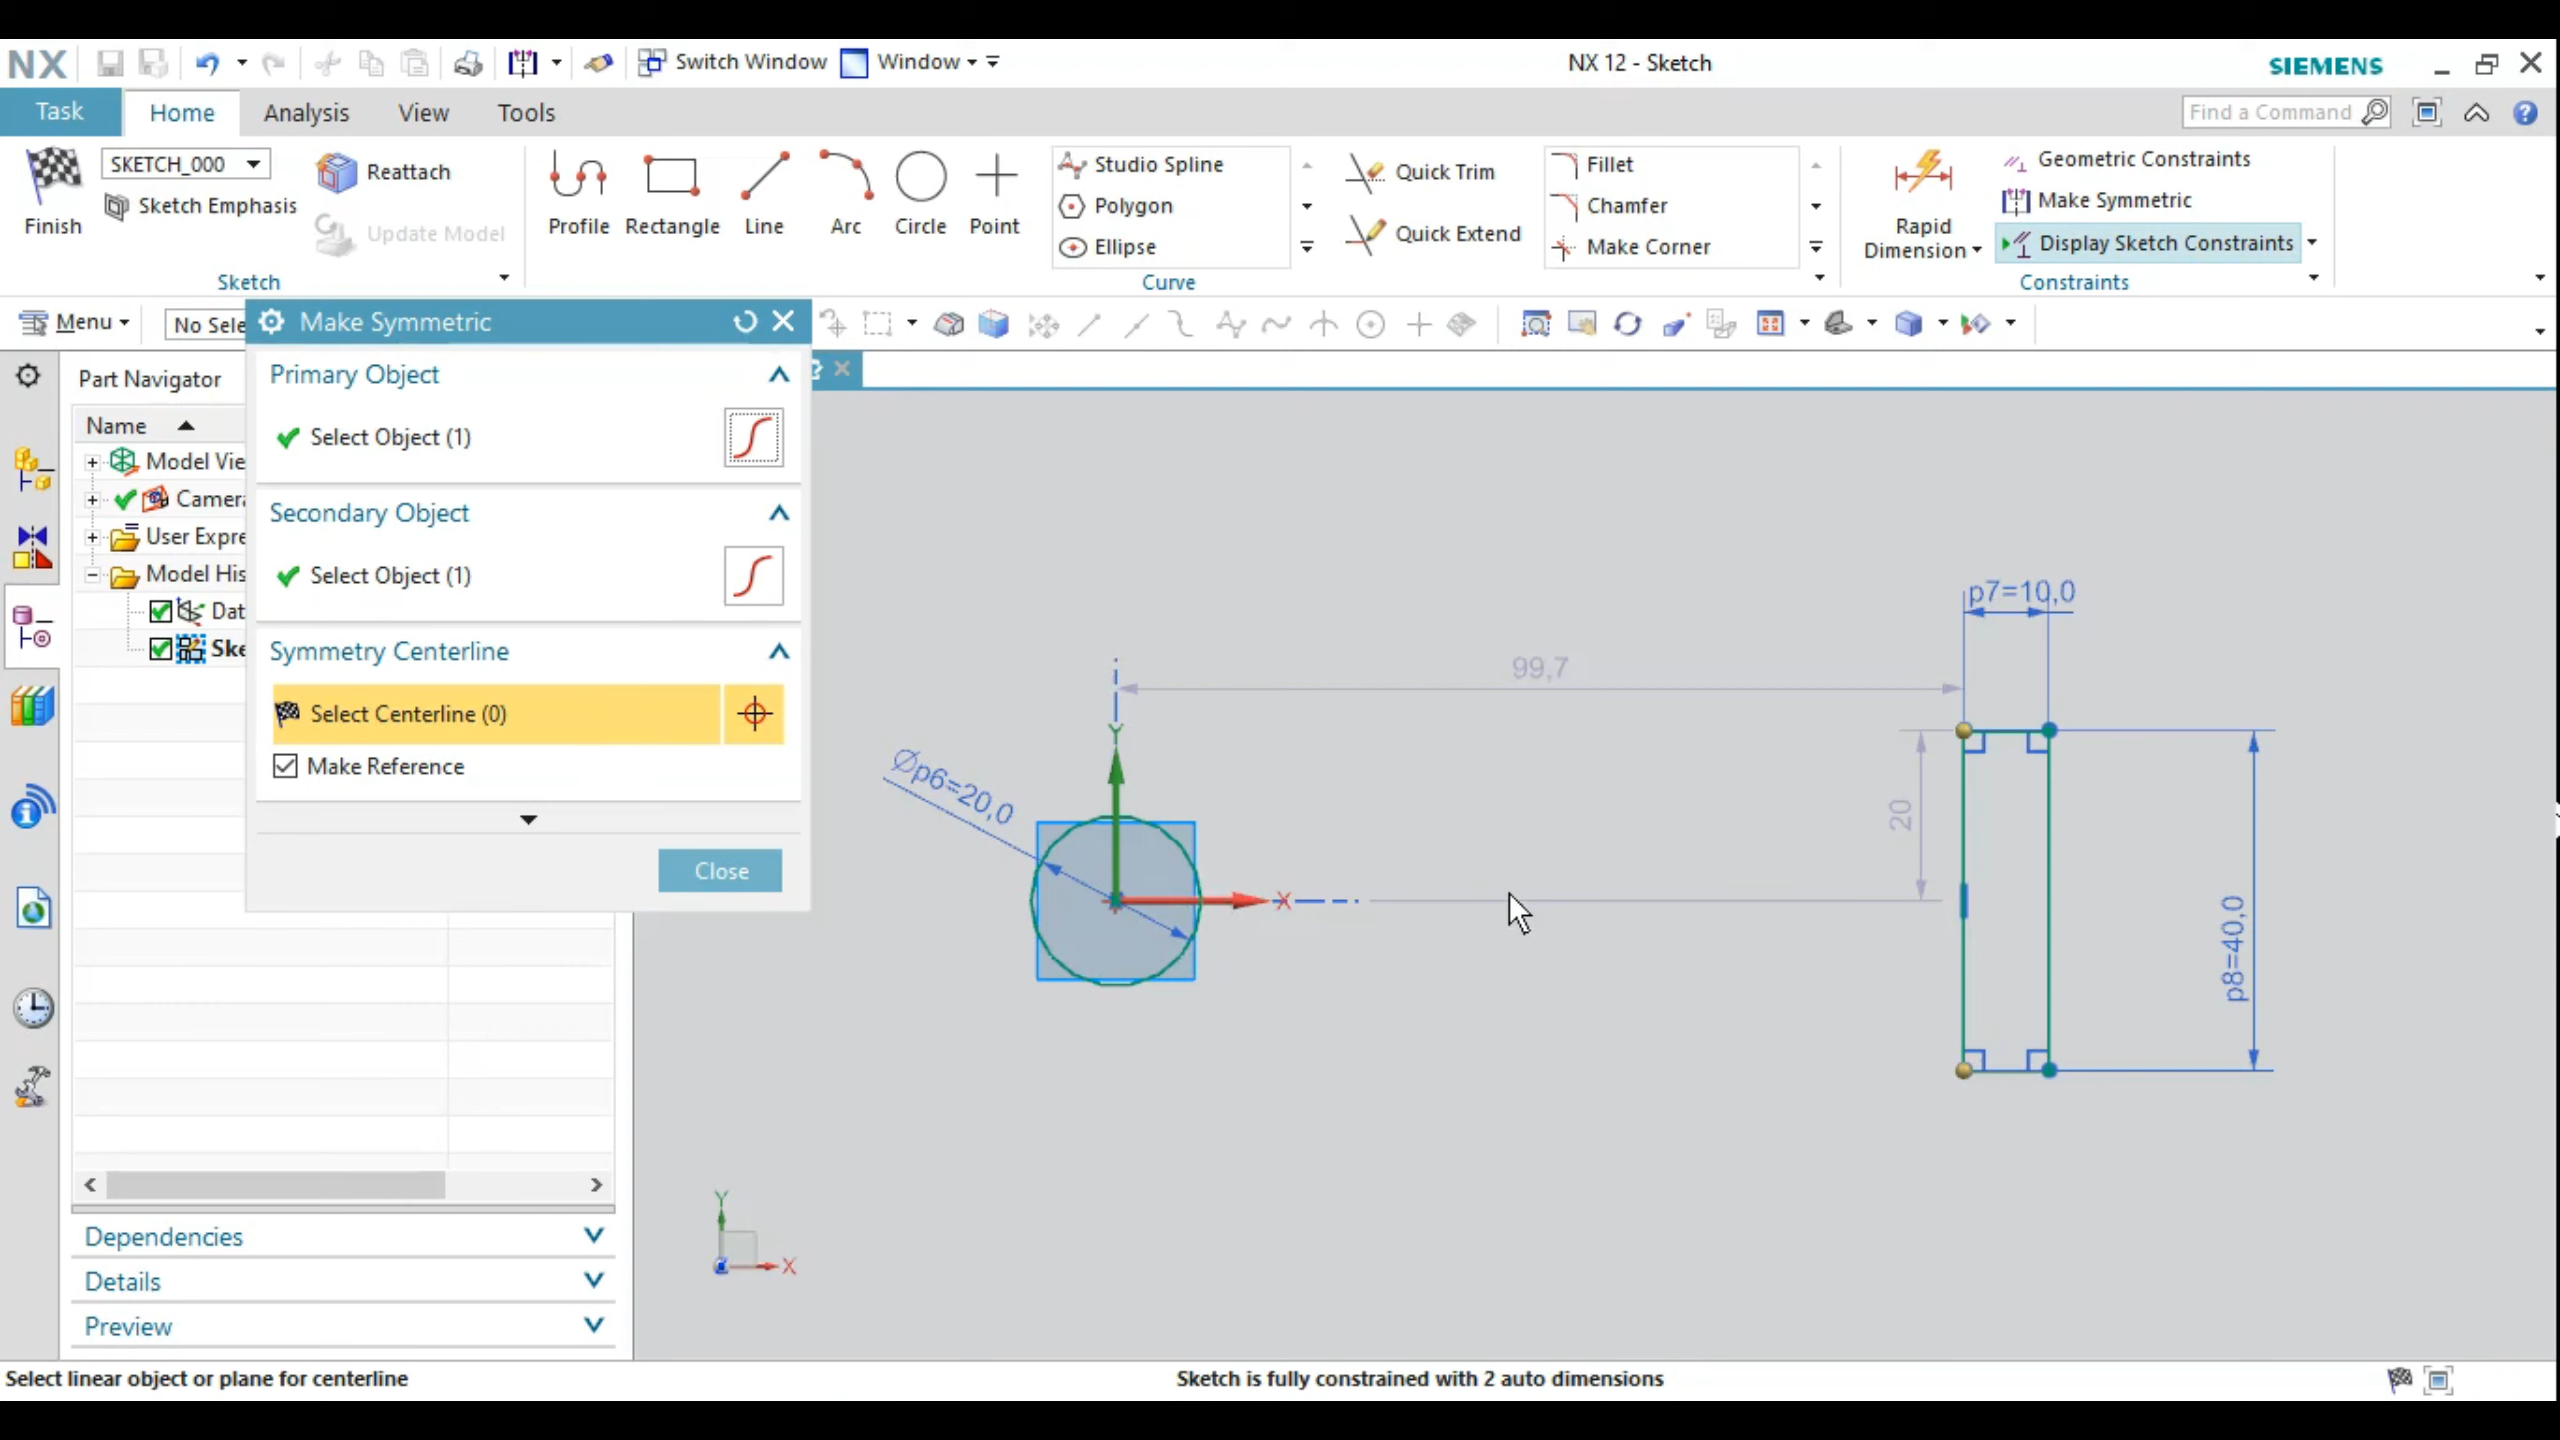 NX Switch Window Window NX 12 - Sketch SIEMENS
Task Home Analysis View Tools Find a Command
Finish
SKETCH_000
Sketch Emphasis
Reattach
Update Model
Sketch
Profile Rectangle Line Arc Circle Point
Studio Spline
Polygon
Ellipse
Curve
Quick Trim
Quick Extend
Fillet
Chamfer
Make Corner
Rapid
Dimension
Geometric Constraints
Make Symmetric
Display Sketch Constraints
Constraints
Menu No Sele
Make Symmetric
Primary Object
Select Object (1)
Secondary Object
Select Object (1)
Symmetry Centerline
Select Centerline (0)
Make Reference
Close
Part Navigator
Name
Model Vie
Camera
User Expre
Model His
Dat
Ske
Dependencies
Details
Preview
p7=10,0
99,7
Y
20
Øp6=20,0
X
p8=40,0
Y
X
Select linear object or plane for centerline
Sketch is fully constrained with 2 auto dimensions